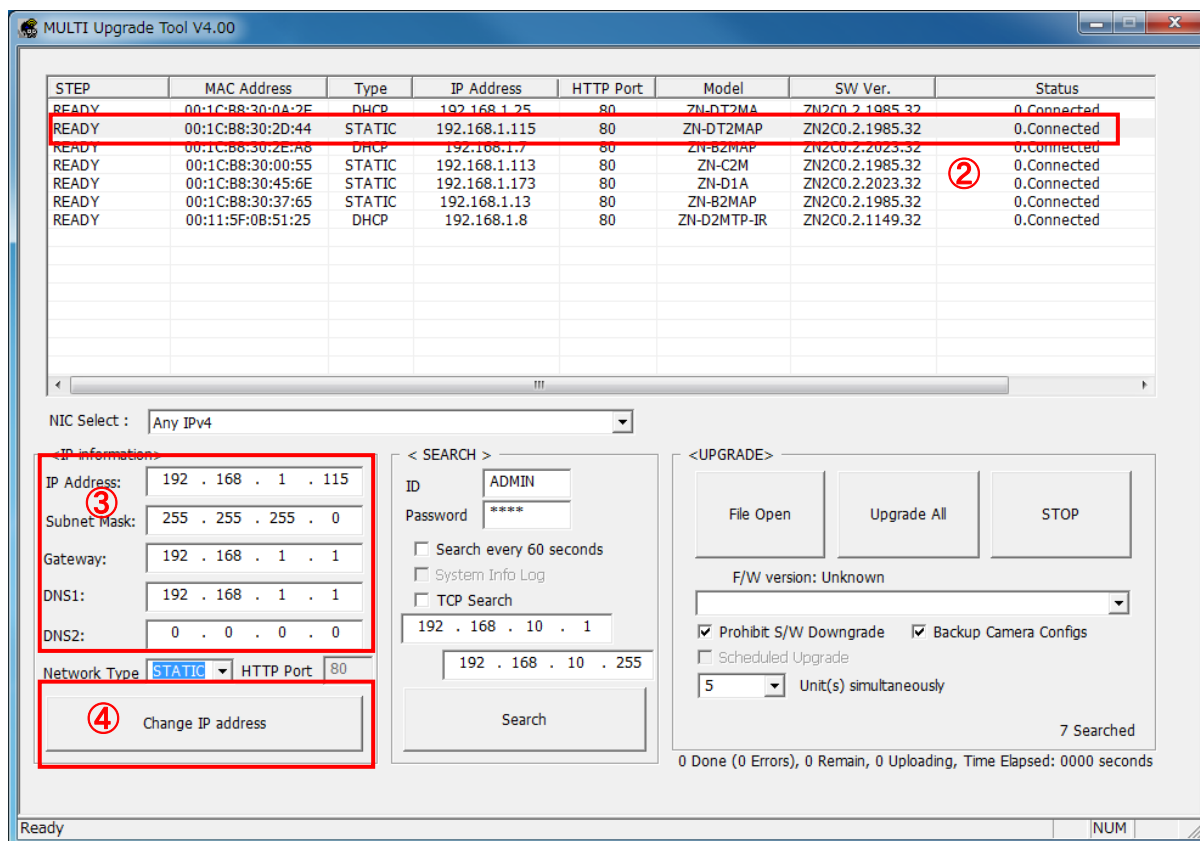 MULTI Upgrade Tool V4.00
STEP MAC Address Type IP Address HTTP Port Model SW Ver. Status
READY 00:1C:B8:30:0A:2E DHCP 192.168.1.25 80 ZN-DT2MA ZN2C0.2.1985.32 0.Connected
READY 00:1C:B8:30:2D:44 STATIC 192.168.1.115 80 ZN-DT2MAP ZN2C0.2.1985.32 0.Connected
READY 00:1C:B8:30:2E:A8 DHCP 192.168.1.7 80 ZN-B2MAP ZN2C0.2.2023.32 0.Connected
READY 00:1C:B8:30:00:55 STATIC 192.168.1.113 80 ZN-C2M ZN2C0.2.1985.32 0.Connected
②
READY 00:1C:B8:30:45:6E STATIC 192.168.1.173 80 ZN-D1A ZN2C0.2.2023.32 0.Connected
READY 00:1C:B8:30:37:65 STATIC 192.168.1.13 80 ZN-B2MAP ZN2C0.2.1985.32 0.Connected
READY 00:11:5F:0B:51:25 DHCP 192.168.1.8 80 ZN-D2MTP-IR ZN2C0.2.1149.32 0.Connected
NIC Select : Any IPv4
<IP information>
IP Address: 192 . 168 . 1 . 115
③
Subnet Mask: 255 . 255 . 255 . 0
Gateway: 192 . 168 . 1 . 1
DNS1: 192 . 168 . 1 . 1
DNS2: 0 . 0 . 0 . 0
Network Type STATIC HTTP Port 80
④ Change IP address
< SEARCH >
ID ADMIN
Password ****
Search every 60 seconds
System Info Log
TCP Search
192 . 168 . 10 . 1
192 . 168 . 10 . 255
Search
<UPGRADE>
File Open Upgrade All STOP
F/W version: Unknown
Prohibit S/W Downgrade Backup Camera Configs
Scheduled Upgrade
5 Unit(s) simultaneously
7 Searched
0 Done (0 Errors), 0 Remain, 0 Uploading, Time Elapsed: 0000 seconds
Ready NUM